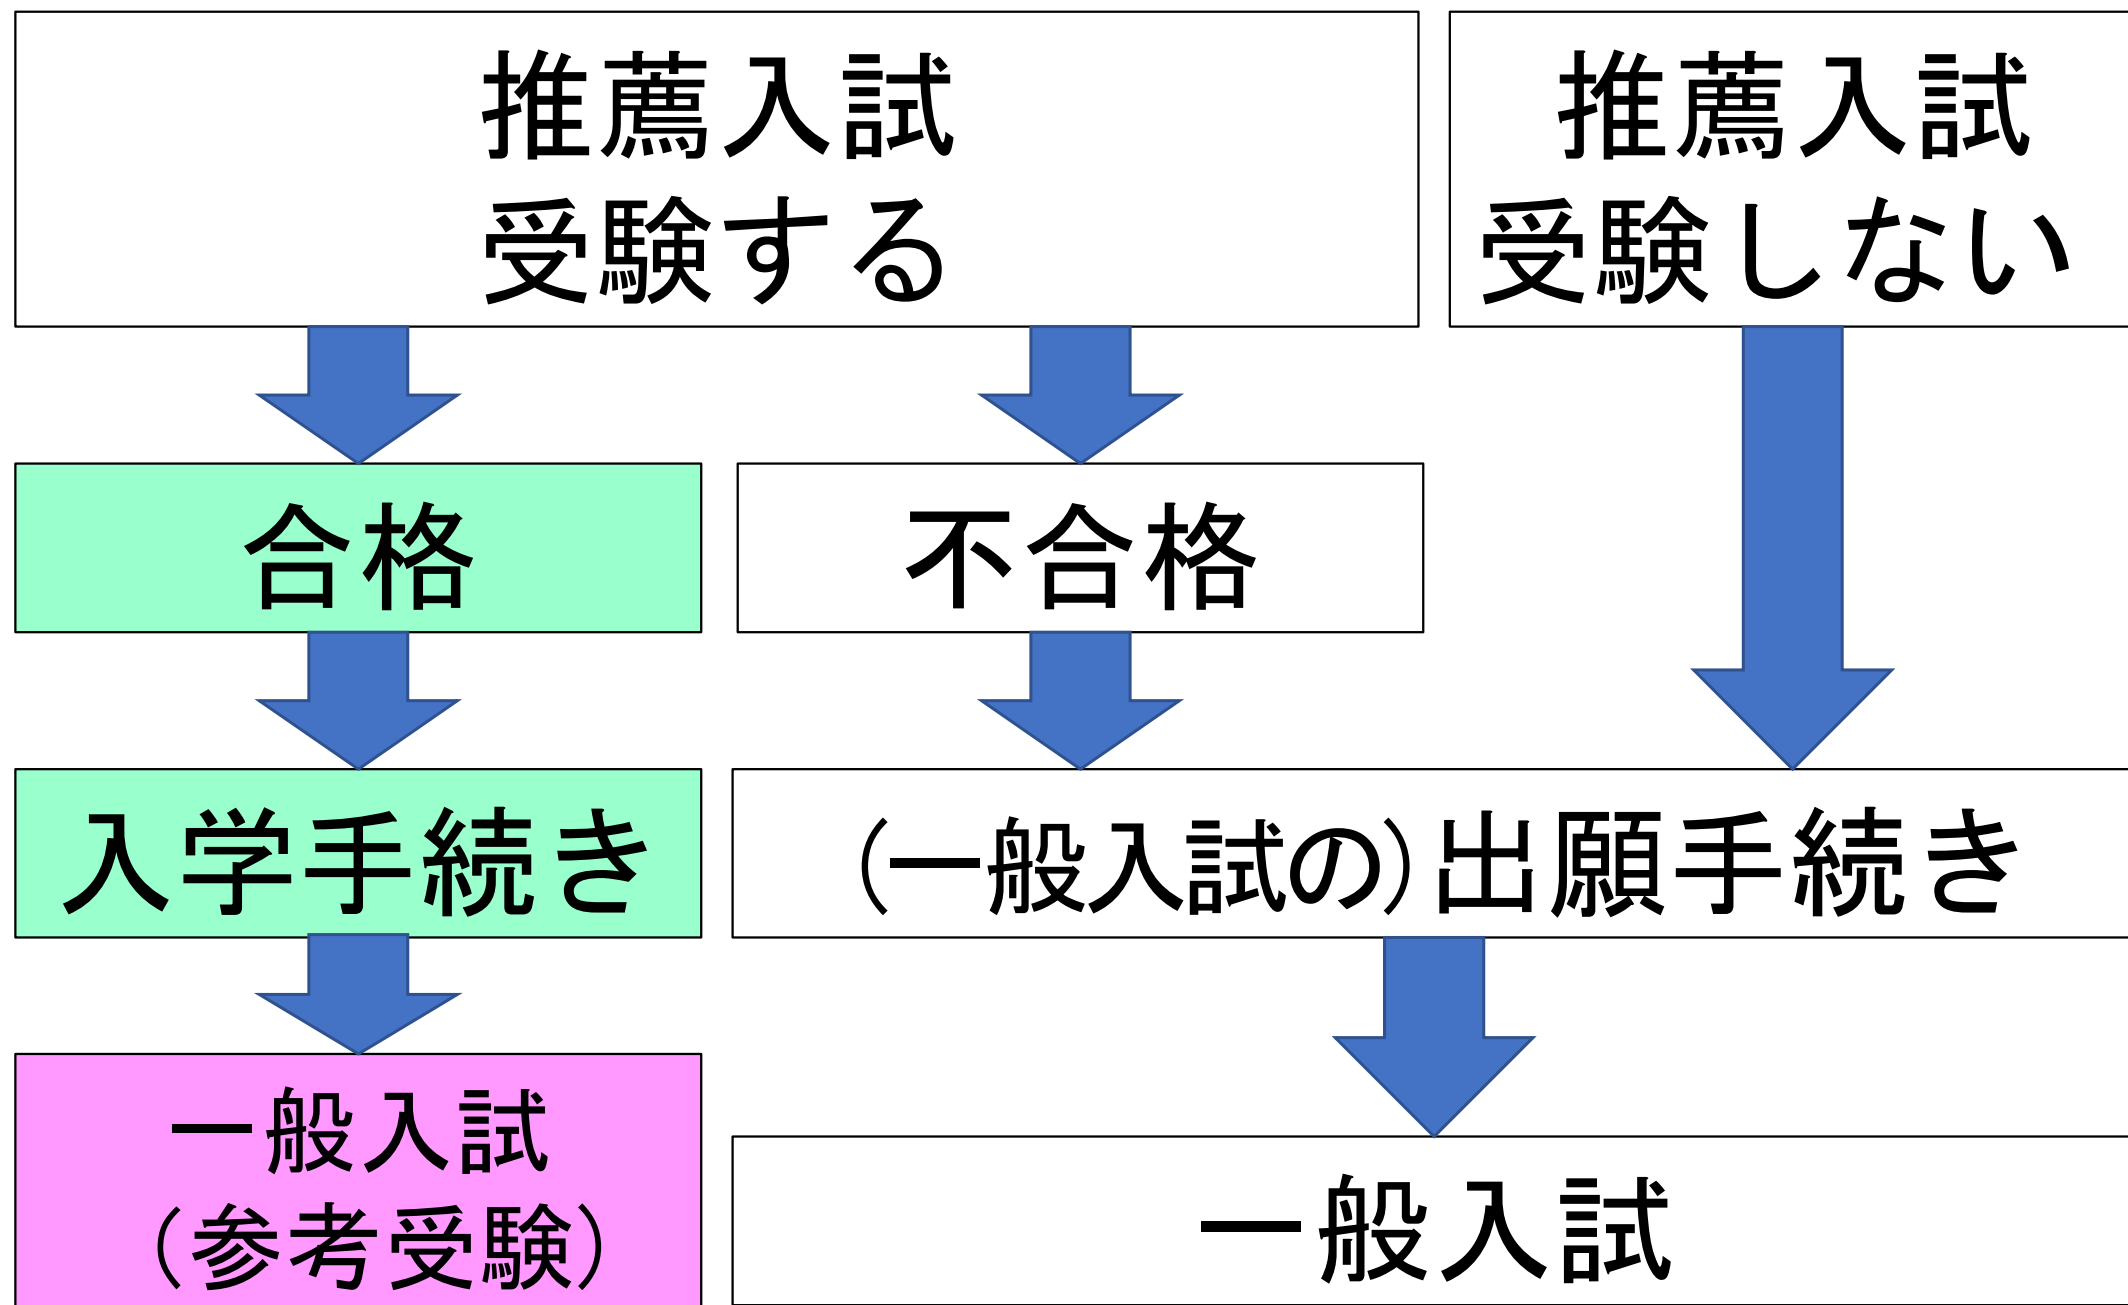 推薦入試
受験する
推薦入試
受験しない
合格
不合格
入学手続き
（一般入試の）出願手続き
一般入試
（参考受験）
一般入試